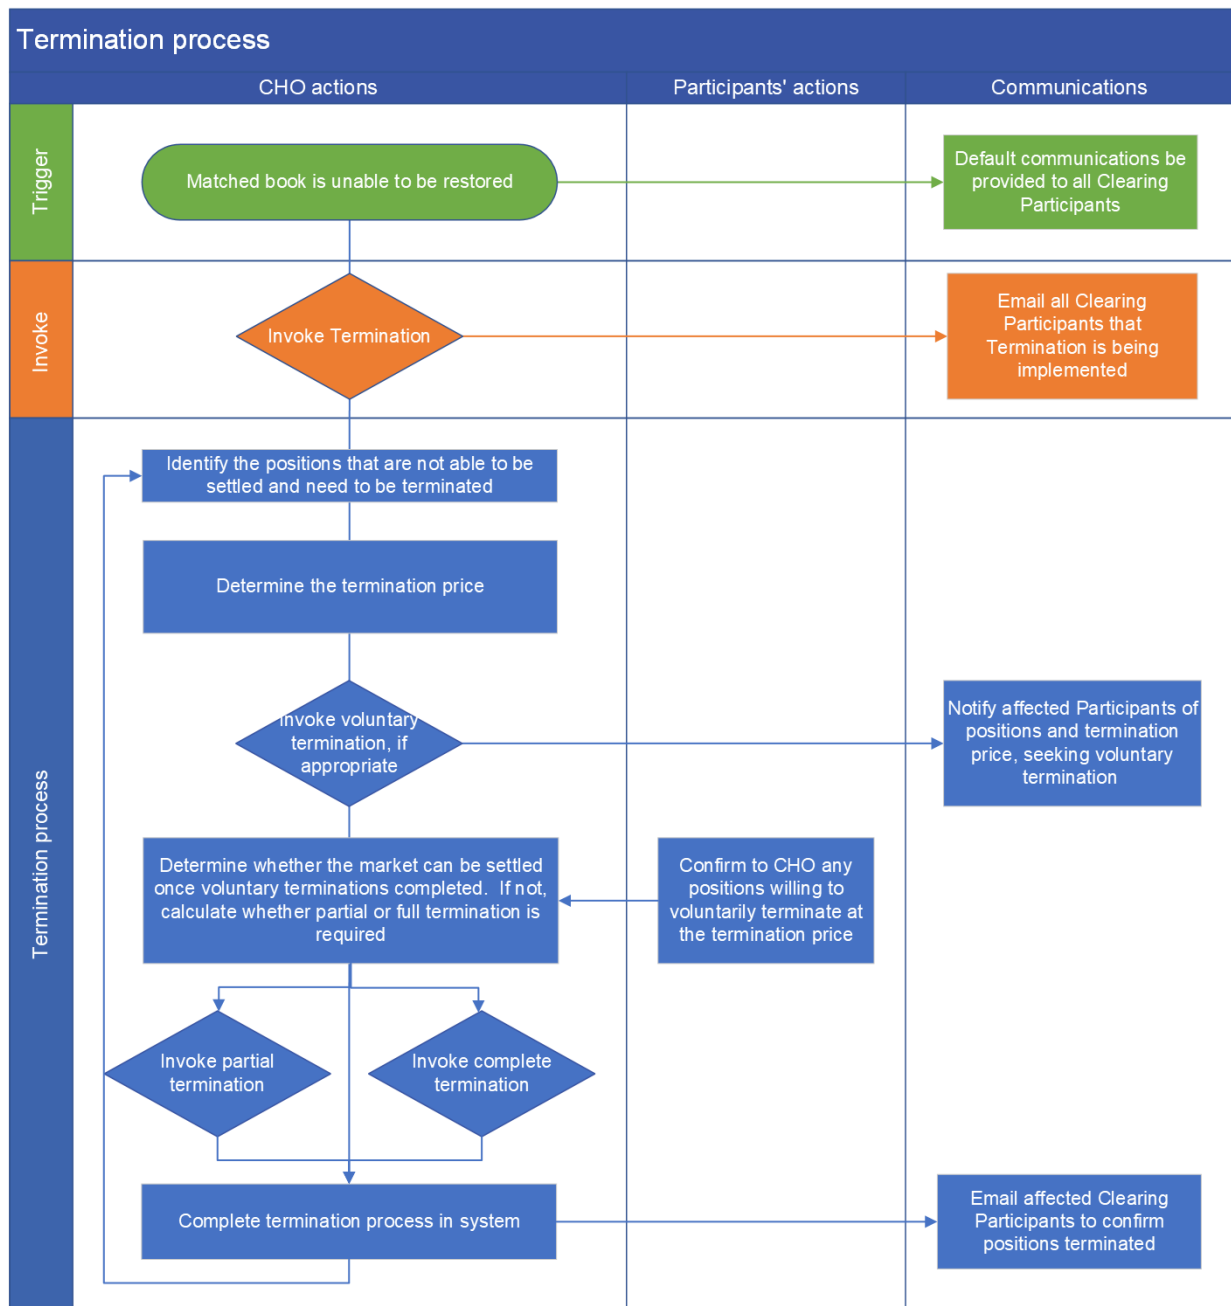 Termination process
CHO actions
Participants' actions
Communications
Trigger
Matched book is unable to be restored
Default communications be
provided to all Clearing
Participants
Invoke
Invoke Termination
Email all Clearing
Participants that
Termination is being
implemented
Termination process
Identify the positions that are not able to be
settled and need to be terminated
Determine the termination price
Invoke voluntary
termination, if
appropriate
Notify affected Participants of
positions and termination
price, seeking voluntary
termination
Determine whether the market can be settled
once voluntary terminations completed.  If not,
calculate whether partial or full termination is
required
Confirm to CHO any
positions willing to
voluntarily terminate at
the termination price
Invoke partial
termination
Invoke complete
termination
Complete termination process in system
Email affected Clearing
Participants to confirm
positions terminated